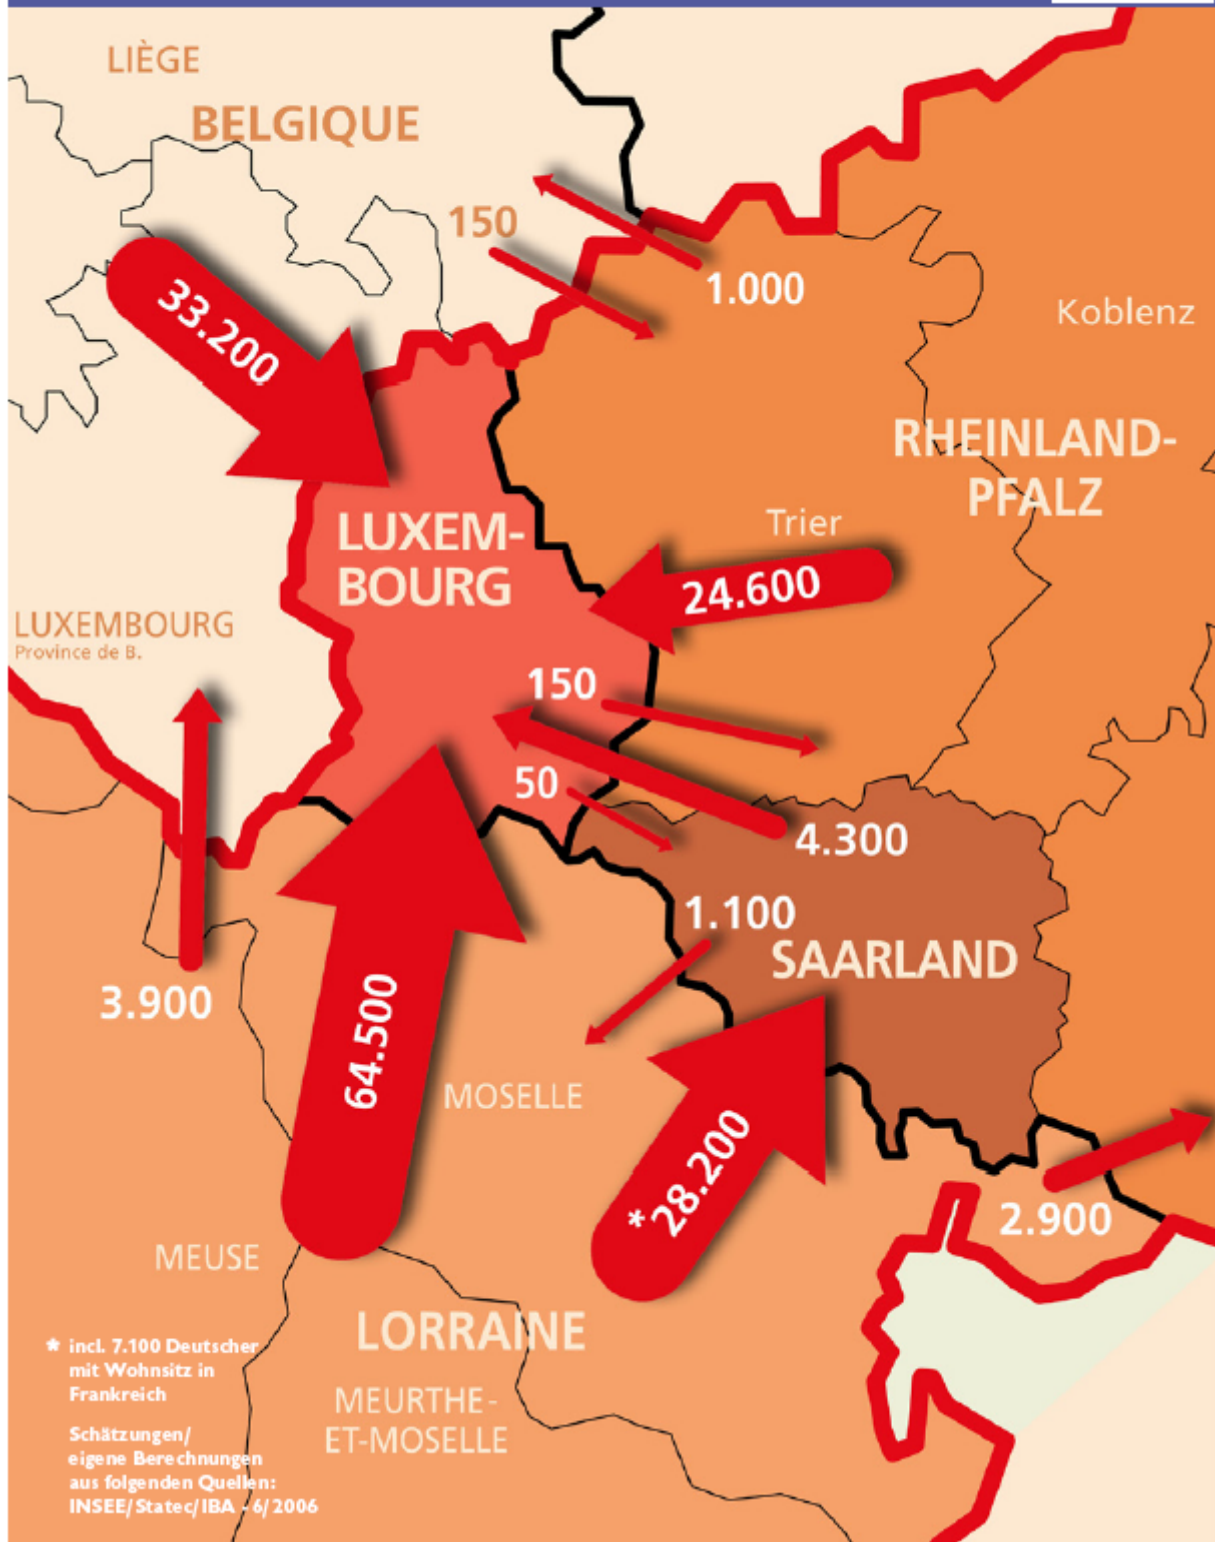 LIÈGE
BELGIQUE
150
1.000
33.200
Koblenz
RHEINLAND-
PFALZ
Trier
LUXEM-
BOURG
24.600
LUXEMBOURG
Province de B.
150
50
4.300
1.100
SAARLAND
3.900
64.500
MOSELLE
*28.200
2.900
MEUSE
LORRAINE
MEURTHE-
ET-MOSELLE
* incl. 7.100 Deutscher
mit Wohnsitz in
Frankreich
Schätzungen/
eigene Berechnungen
aus folgenden Quellen:
INSEE/Statec/IBA - 6/2006